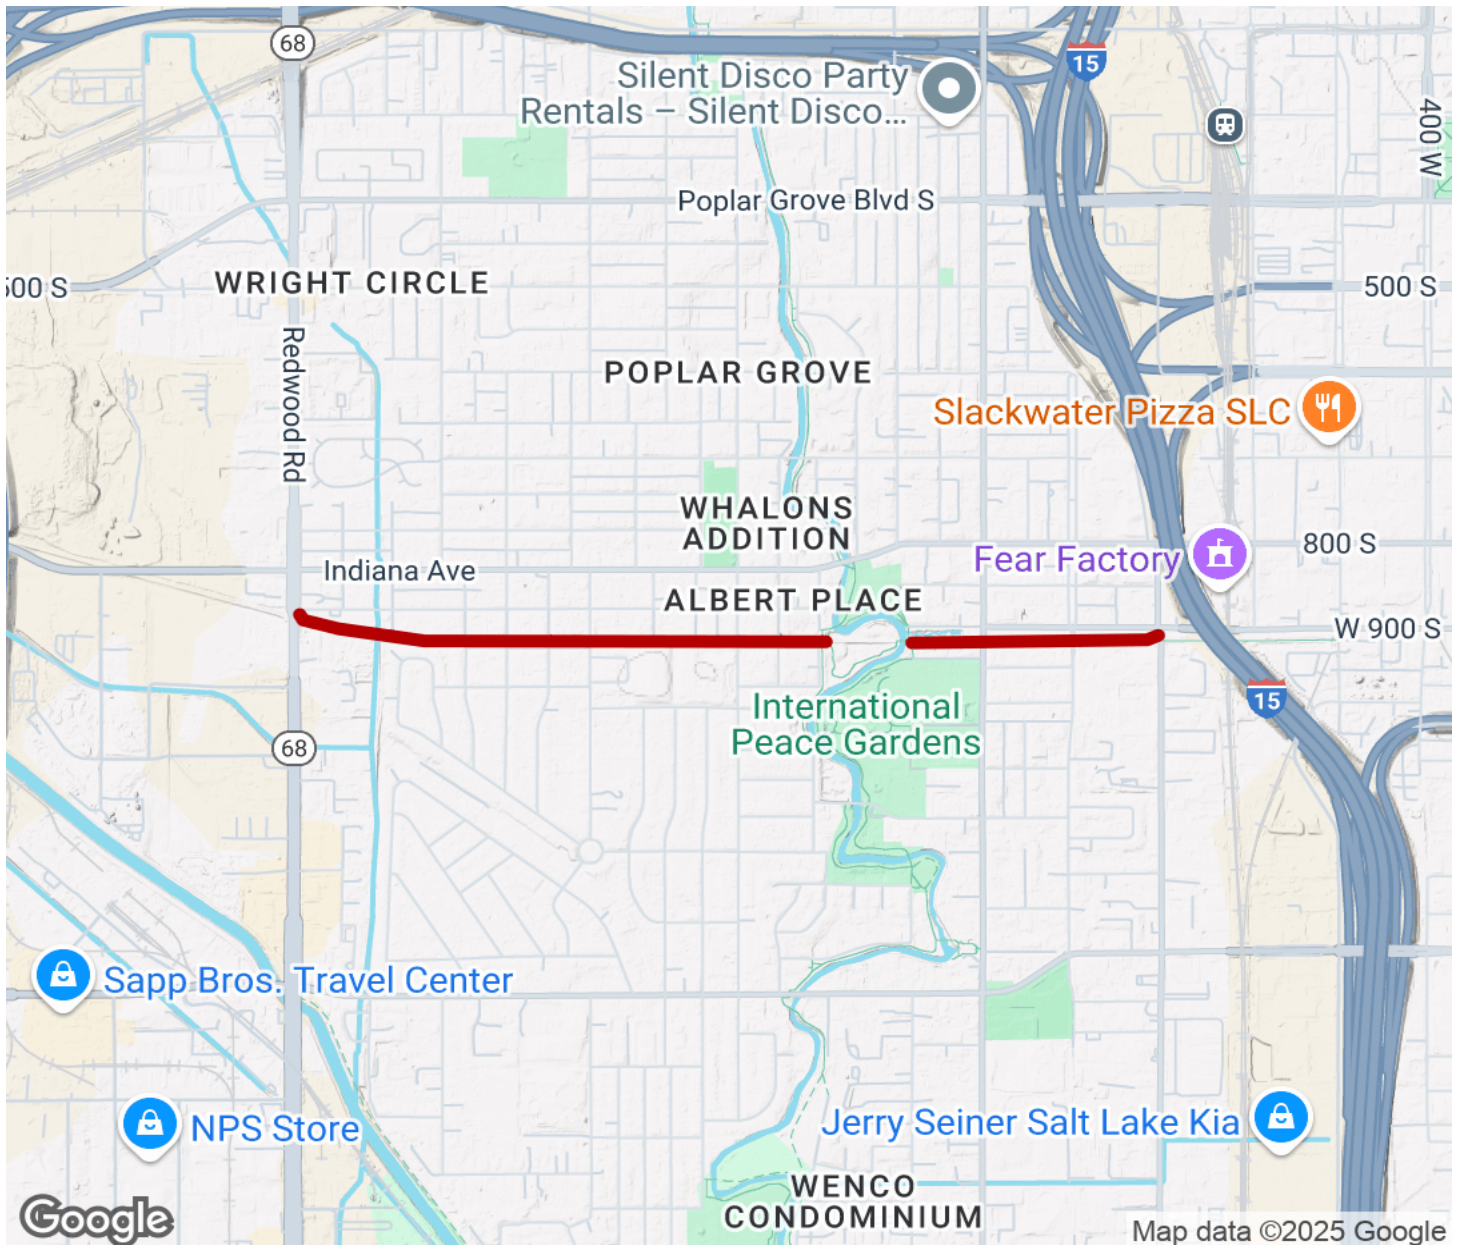 68
15
Silent Disco Party
Rentals – Silent Disco...
400 W
Poplar Grove Blvd S
WRIGHT CIRCLE
500 S
500 S
Redwood Rd
POPLAR GROVE
Slackwater Pizza SLC
WHALONS
ADDITION
800 S
Fear Factory
Indiana Ave
ALBERT PLACE
W 900 S
International
Peace Gardens
15
68
Sapp Bros. Travel Center
NPS Store
Jerry Seiner Salt Lake Kia
WENCO
CONDOMINIUM
Google
Map data ©2025 Google